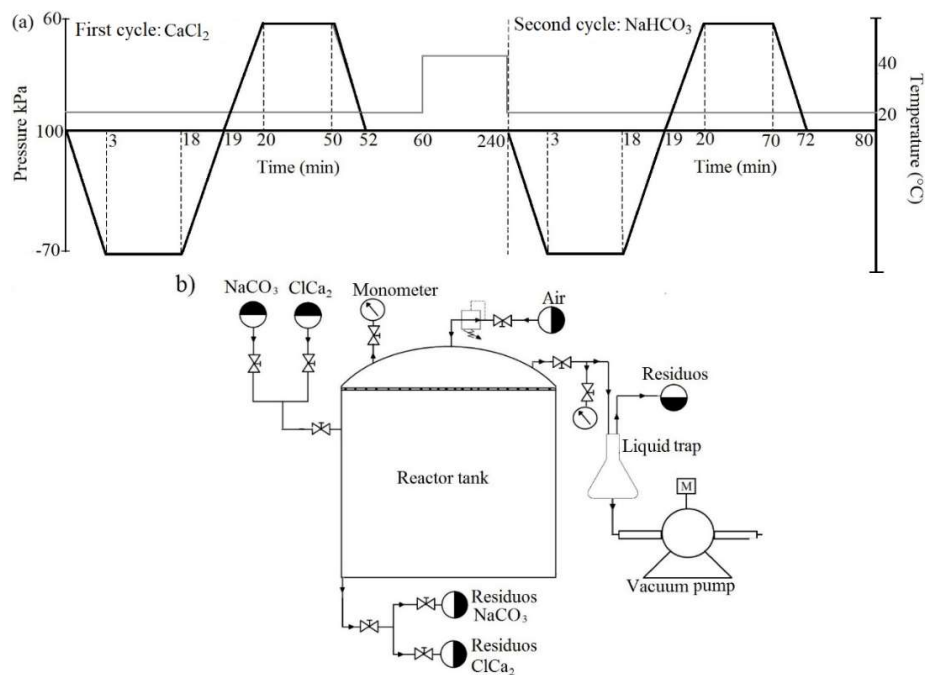 (a)
60
First cycle: CaCl₂
Second cycle: NaHCO₃
40
20
Pressure kPa
100
3
18
19
20
50
52
60
240
3
18
19
20
70
72
80
Time (min)
Time (min)
Temperature (°C)
-70
b)
NaCO₃
ClCa₂
Monometer
Air
Residuos
Liquid trap
Reactor tank
M
Vacuum pump
Residuos
NaCO₃
Residuos
ClCa₂